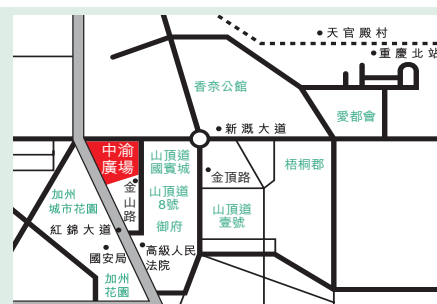 天官殿村
重慶北站
香奈公館
愛都會
新溉大道
中渝
廣場
山頂道
國賓城
梧桐郡
金頂路
金山路
加州
城市花園
山頂道
8號
山頂道
壹號
御府
紅錦大道
國安局
高級人民
法院
加州
花園